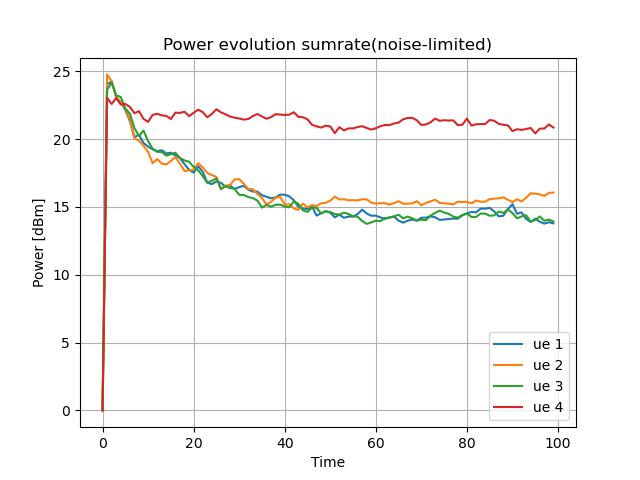 Power evolution sumrate(noise-limited)
Power [dBm]
25
20
15
10
5
0
ue 1
ue 2
ue 3
ue 4
0 20 40 60 80 100
Time